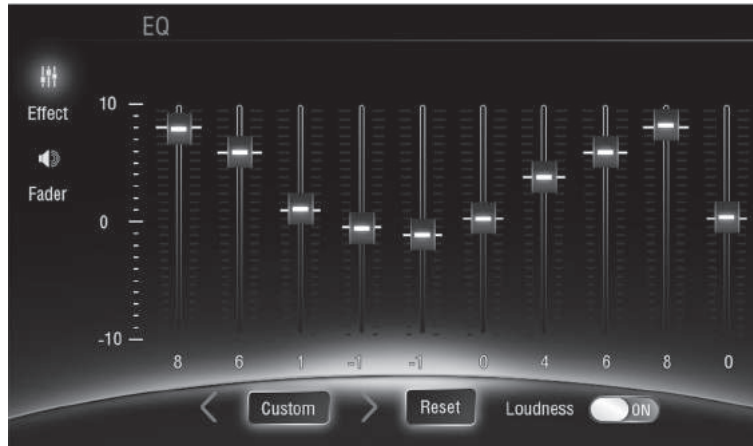 EQ
Effect
Fader
10
0
-10
8 6 1 -1 -1 0 4 6 8 0
Custom Reset Loudness ON